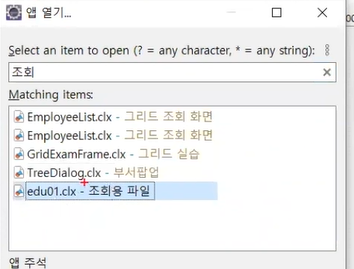 앱 열기...
Select an item to open (? = any character, * = any string):
조회
Matching items:
EmployeeList.clx - 그리드 조회 화면
EmployeeList.clx - 그리드 조회 화면
GridExamFrame.clx - 그리드 실습
TreeDialog.clx - 부서팝업
edu01.clx - 조회용 파일
앱 주석